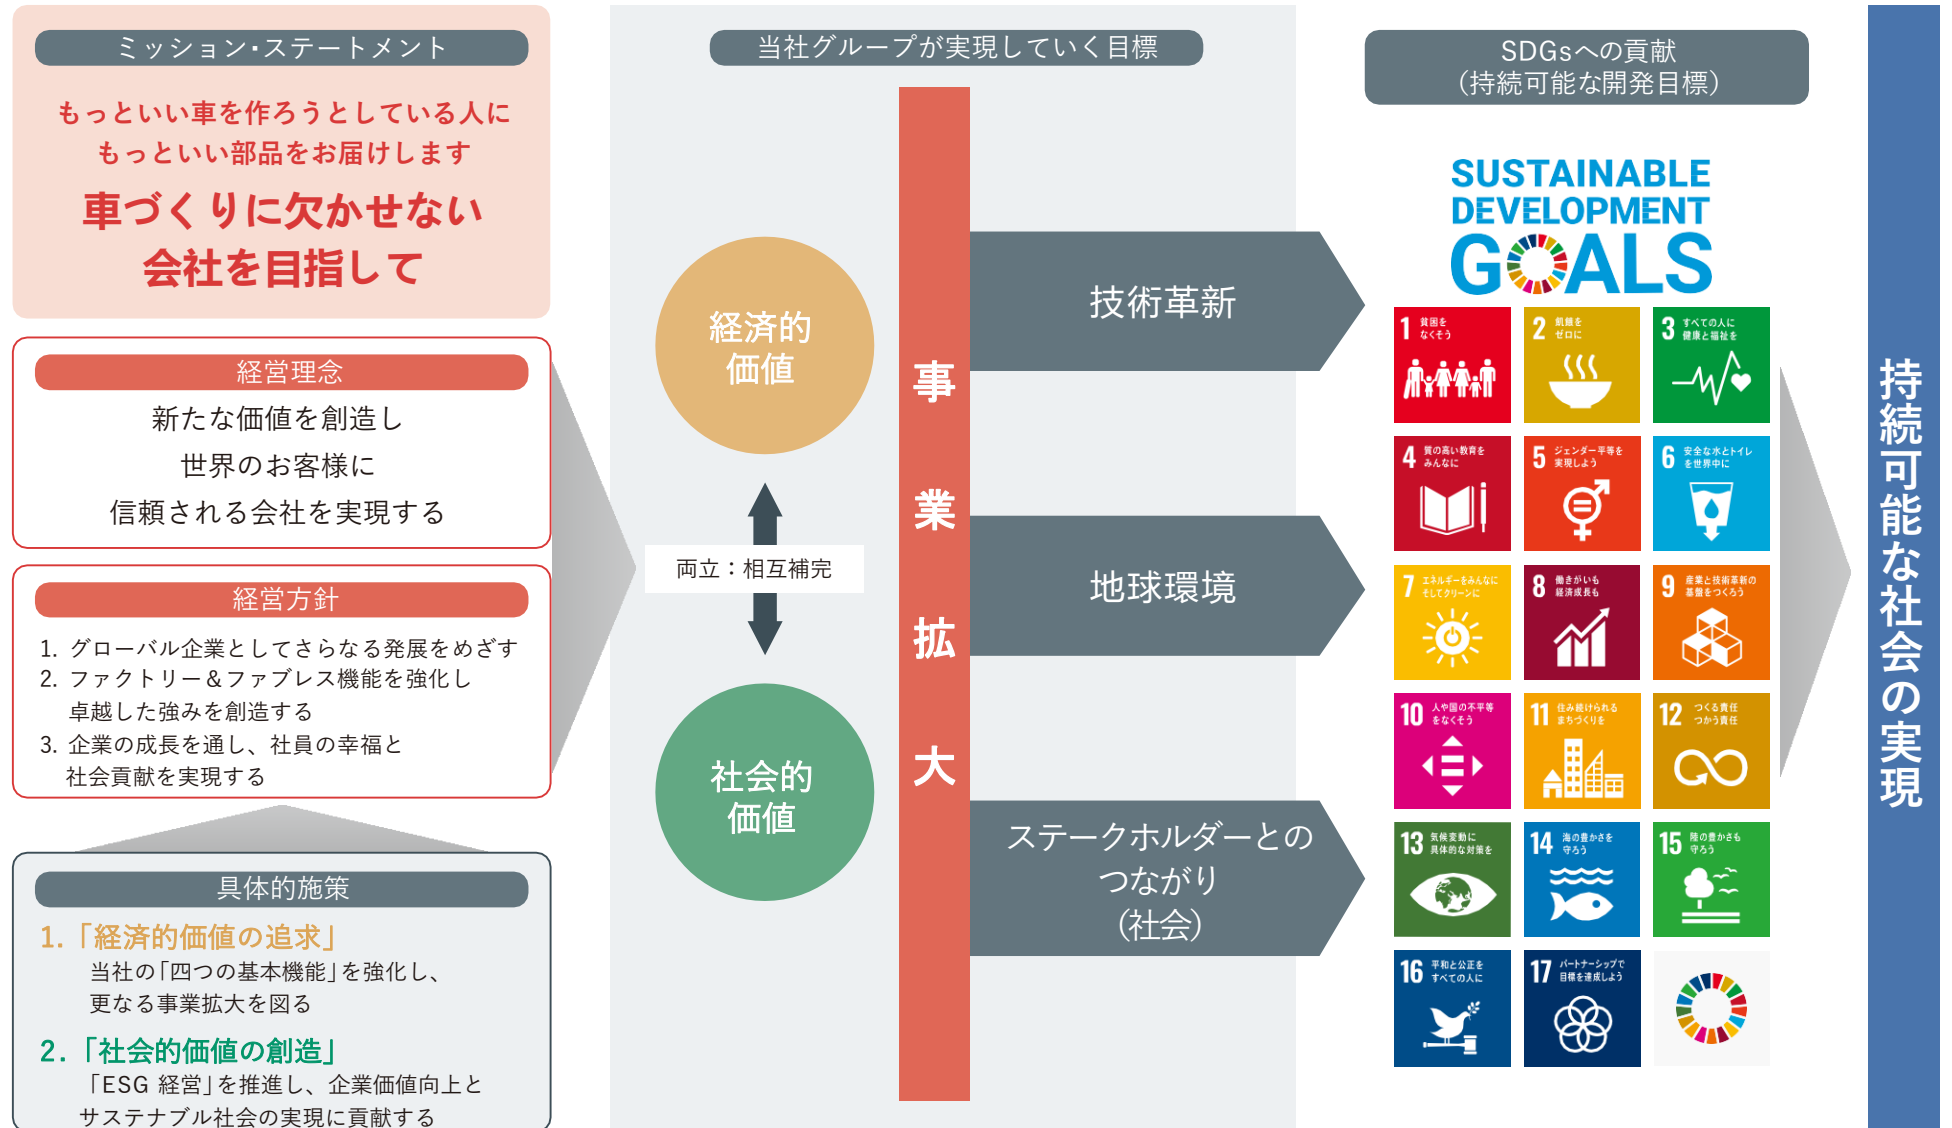 ミッション・ステートメント
もっといい車を作ろうとしている人に
もっといい部品をお届けします
車づくりに欠かせない
会社を目指して
経営理念
新たな価値を創造し
世界のお客様に
信頼される会社を実現する
経営方針
1. グローバル企業としてさらなる発展をめざす
2. ファクトリー＆ファブレス機能を強化し
卓越した強みを創造する
3. 企業の成長を通し、社員の幸福と
社会貢献を実現する
具体的施策
1.「経済的価値の追求」
当社の「四つの基本機能」を強化し、
更なる事業拡大を図る
2.「社会的価値の創造」
「ESG 経営」を推進し、企業価値向上と
サステナブル社会の実現に貢献する
当社グループが実現していく目標
経済的
価値
両立：相互補完
社会的
価値
事業拡大
技術革新
地球環境
ステークホルダーとの
つながり
(社会)
SDGsへの貢献
（持続可能な開発目標）
SUSTAINABLE
DEVELOPMENT
GOALS
1 貧困を
なくそう
2 飢餓を
ゼロに
3 すべての人に
健康と福祉を
4 質の高い教育を
みんなに
5 ジェンダー平等を
実現しよう
6 安全な水とトイレ
を世界中に
7 エネルギーをみんなに
そしてクリーンに
8 働きがいも
経済成長も
9 産業と技術革新の
基盤をつくろう
10 人や国の不平等
をなくそう
11 住み続けられる
まちづくりを
12 つくる責任
つかう責任
13 気候変動に
具体的な対策を
14 海の豊かさを
守ろう
15 陸の豊かさも
守ろう
16 平和と公正を
すべての人に
17 パートナーシップで
目標を達成しよう
持続可能な社会の実現